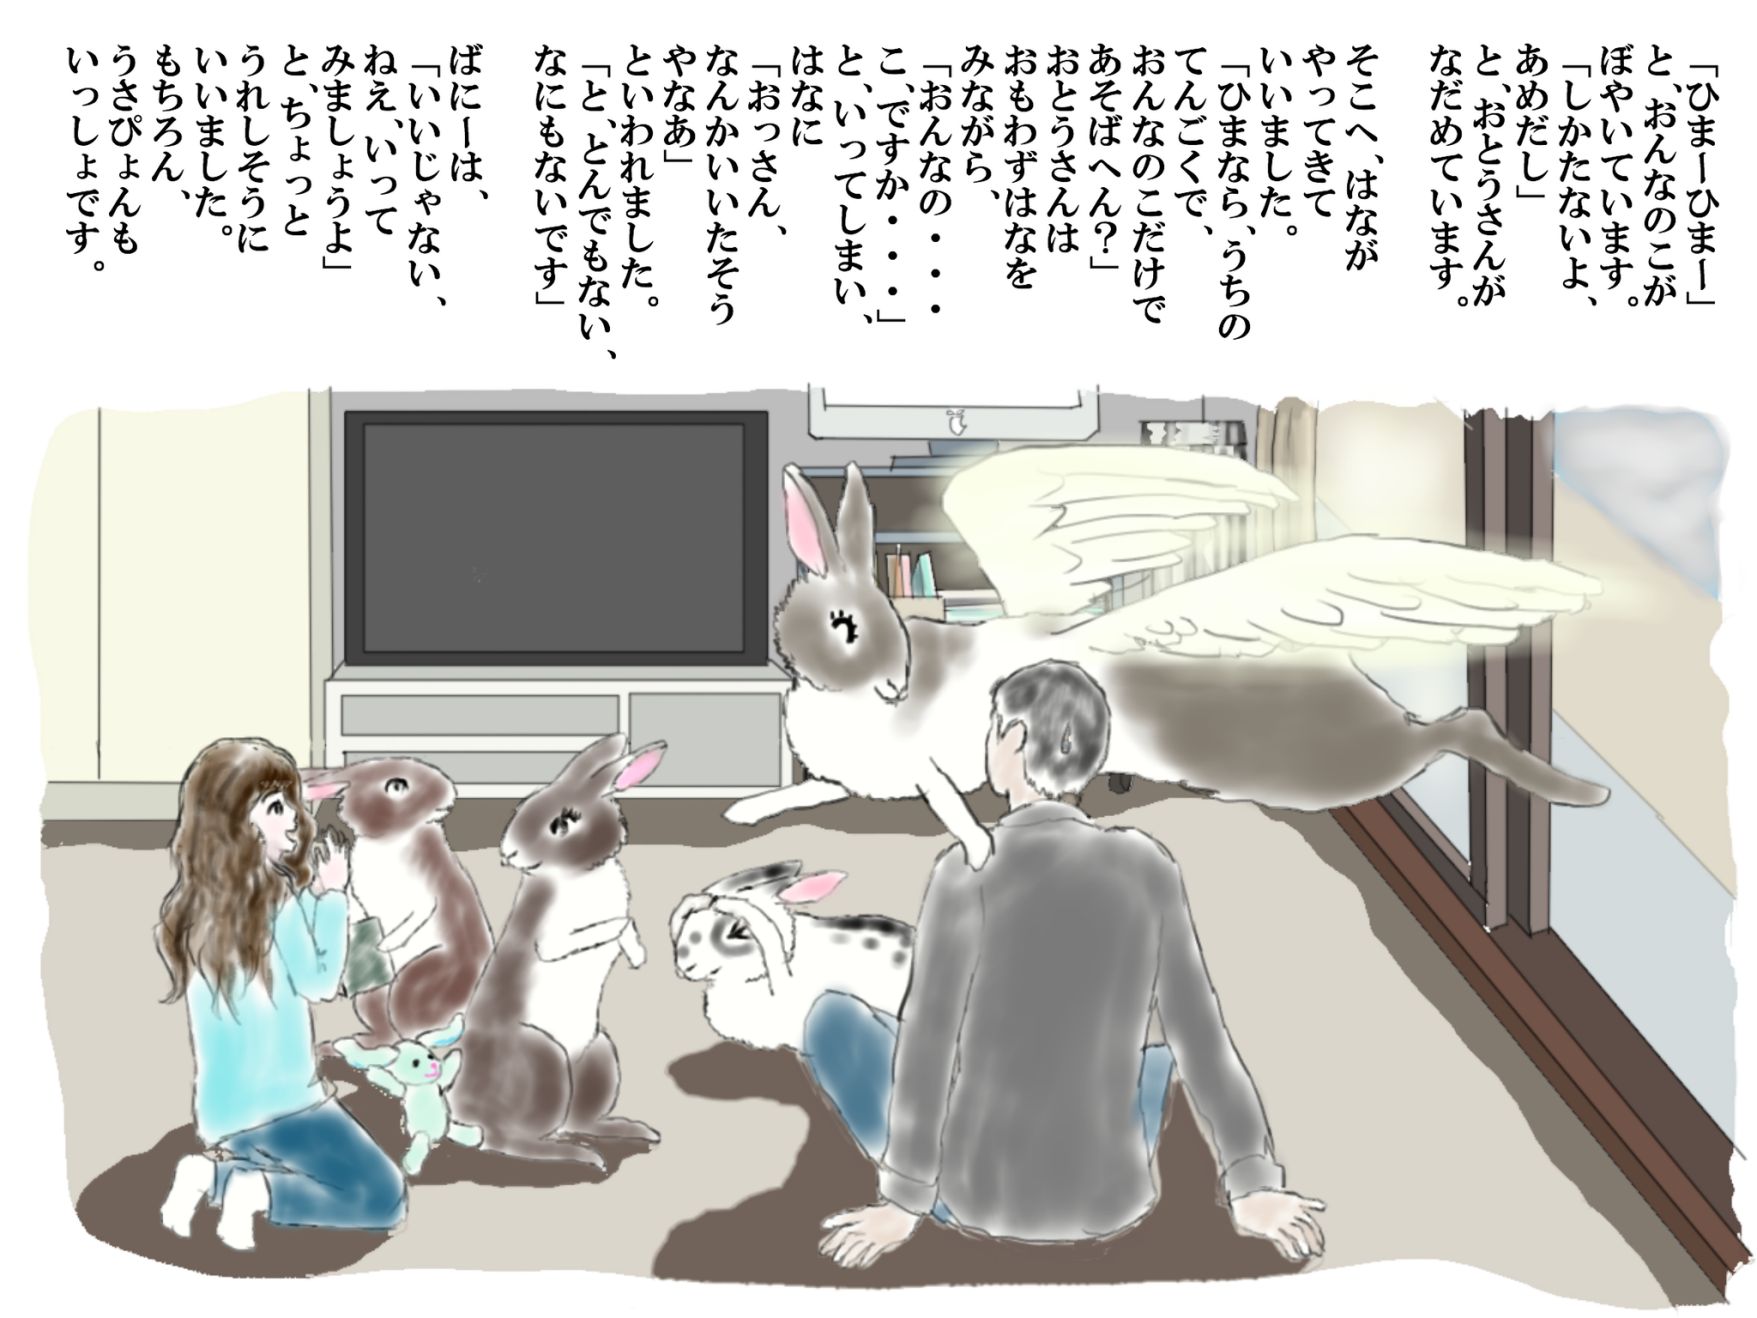 「ひまーひまー」
と、おんなのこが
ぼやいています。
「しかたないよ、
あめだし」
と、おとうさんが
なだめています。
そこへ、はなが
やってきて
いいました。
「ひまなら、うちの
てんごくで、
おんなのこだけで
あそばへん？」
おとうさんは
おもわずはなを
みながら、
「おんなの・・・
こ、ですか・・・・」
と、いってしまい、
はなに
「おっさん、
なんかいいたそう
やなあ」
といわれました。
「と、とんでもない、
なにもないです」
ばにーは、
「いいじゃない、
ねえ、いって
みましょうよ」
と、ちょっと
うれしそうに
いいました。
もちろん、
うさぴょんも
いっしょです。